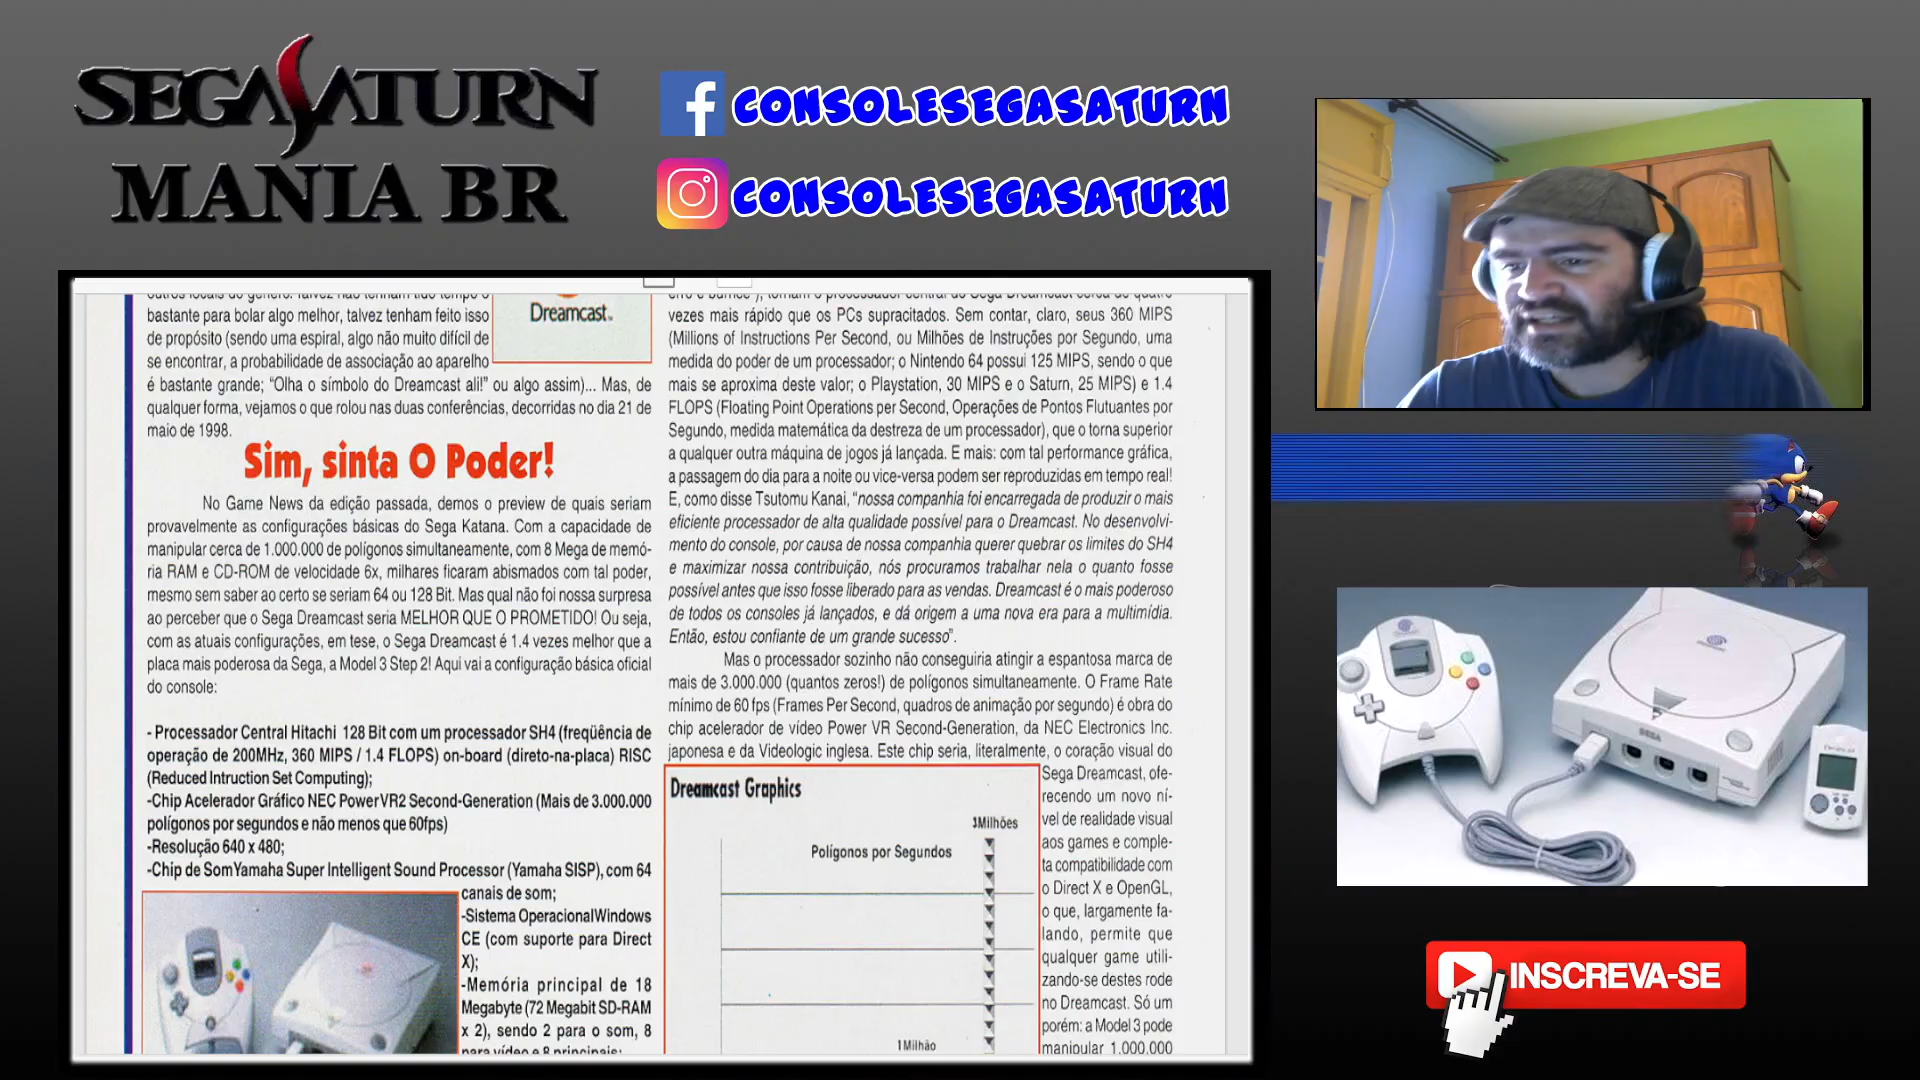 SEGA SATURN
MANIA BR
CONSOLESEGASATURN
CONSOLESEGASATURN
outros locais do gênero. Talvez não tenham tido tempo o
bastante para bolar algo melhor, talvez tenham feito isso
de propósito (sendo uma espiral, algo não muito difícil de
se encontrar, a probabilidade de associação ao aparelho
é bastante grande; “Olha o símbolo do Dreamcast ali!” ou algo assim)... Mas, de
qualquer forma, vejamos o que rolou nas duas conferências, decorridas no dia 21 de
maio de 1998.
Dreamcast.
Sim, sinta O Poder!
No Game News da edição passada, demos o preview de quais seriam
provavelmente as configurações básicas do Sega Katana. Com a capacidade de
manipular cerca de 1.000.000 de polígonos simultaneamente, com 8 Mega de memó-
ria RAM e CD-ROM de velocidade 6x, milhares ficaram abismados com tal poder,
mesmo sem saber ao certo se seriam 64 ou 128 Bit. Mas qual não foi nossa surpresa
ao perceber que o Sega Dreamcast seria MELHOR QUE O PROMETIDO! Ou seja,
com as atuais configurações, em tese, o Sega Dreamcast é 1.4 vezes melhor que a
placa mais poderosa da Sega, a Model 3 Step 2! Aqui vai a configuração básica oficial
do console:
- Processador Central Hitachi 128 Bit com um processador SH4 (freqüência de
operação de 200MHz, 360 MIPS / 1.4 FLOPS) on-board (direto-na-placa) RISC
(Reduced Intruction Set Computing);
-Chip Acelerador Gráfico NEC PowerVR2 Second-Generation (Mais de 3.000.000
polígonos por segundos e não menos que 60fps)
-Resolução 640 x 480;
-Chip de SomYamaha Super Intelligent Sound Processor (Yamaha SISP), com 64
canais de som;
-Sistema OperacionalWindows
CE (com suporte para Direct
X);
-Memória principal de 18
Megabyte (72 Megabit SD-RAM
x 2), sendo 2 para o som, 8
para vídeo e 8 principais;
vezes mais rápido que os PCs supracitados. Sem contar, claro, seus 360 MIPS
(Millions of Instructions Per Second, ou Milhões de Instruções por Segundo, uma
medida do poder de um processador; o Nintendo 64 possui 125 MIPS, sendo o que
mais se aproxima deste valor; o Playstation, 30 MIPS e o Saturn, 25 MIPS) e 1.4
FLOPS (Floating Point Operations per Second, Operações de Pontos Flutuantes por
Segundo, medida matemática da destreza de um processador), que o torna superior
a qualquer outra máquina de jogos já lançada. E mais: com tal performance gráfica,
a passagem do dia para a noite ou vice-versa podem ser reproduzidas em tempo real!
E, como disse Tsutomu Kanai, “nossa companhia foi encarregada de produzir o mais
eficiente processador de alta qualidade possível para o Dreamcast. No desenvolvi-
mento do console, por causa de nossa companhia querer quebrar os limites do SH4
e maximizar nossa contribuição, nós procuramos trabalhar nela o quanto fosse
possível antes que isso fosse liberado para as vendas. Dreamcast é o mais poderoso
de todos os consoles já lançados, e dá origem a uma nova era para a multimídia.
Então, estou confiante de um grande sucesso”.
Mas o processador sozinho não conseguiria atingir a espantosa marca de
mais de 3.000.000 (quantos zeros!) de polígonos simultaneamente. O Frame Rate
mínimo de 60 fps (Frames Per Second, quadros de animação por segundo) é obra do
chip acelerador de vídeo Power VR Second-Generation, da NEC Electronics Inc.
japonesa e da Videologic inglesa. Este chip seria, literalmente, o coração visual do
Sega Dreamcast, ofe-
recendo um novo ní-
vel de realidade visual
aos games e comple-
ta compatibilidade com
o Direct X e OpenGL,
o que, largamente fa-
lando, permite que
qualquer game utili-
zando-se destes rode
no Dreamcast. Só um
porém: a Model 3 pode
manipular 1.000.000
Dreamcast Graphics
3Milhões
Polígonos por Segundos
1Milhão
SEGA
INSCREVA-SE